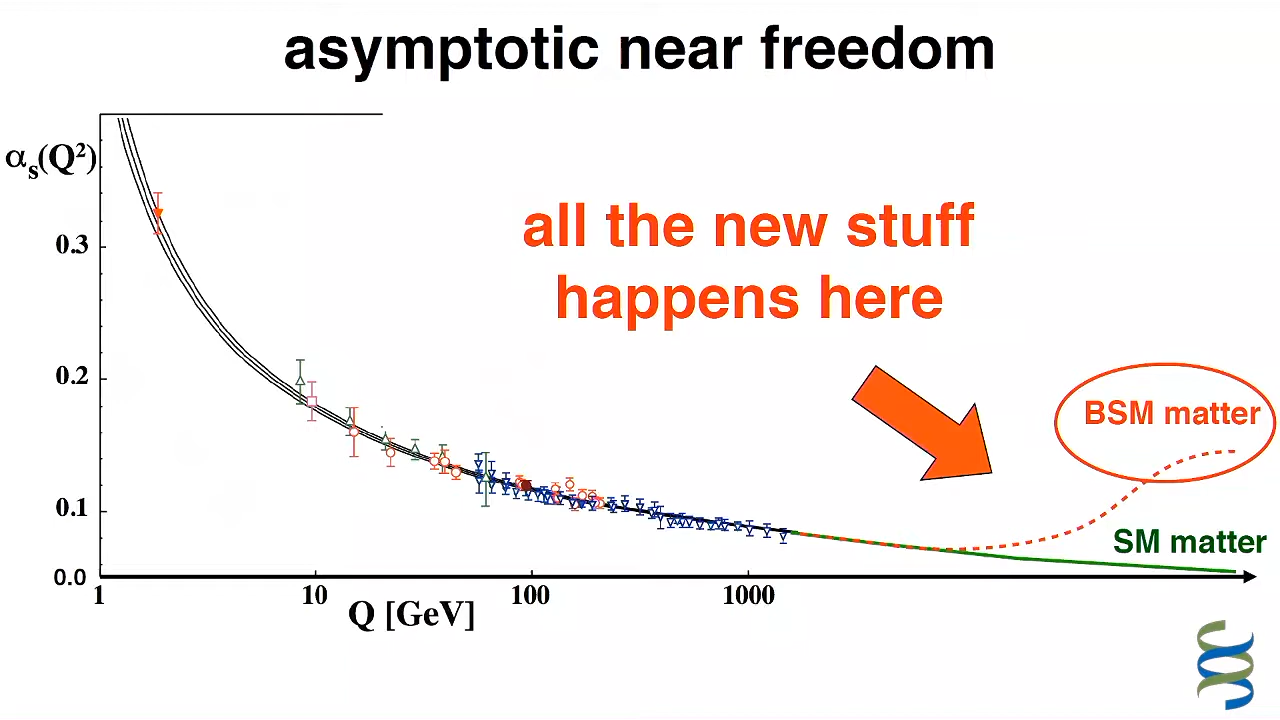 asymptotic near freedom
αs(Q²)
all the new stuff
happens here
0.3
0.2
0.1
0.0
BSM matter
SM matter
1
10
100
1000
Q [GeV]